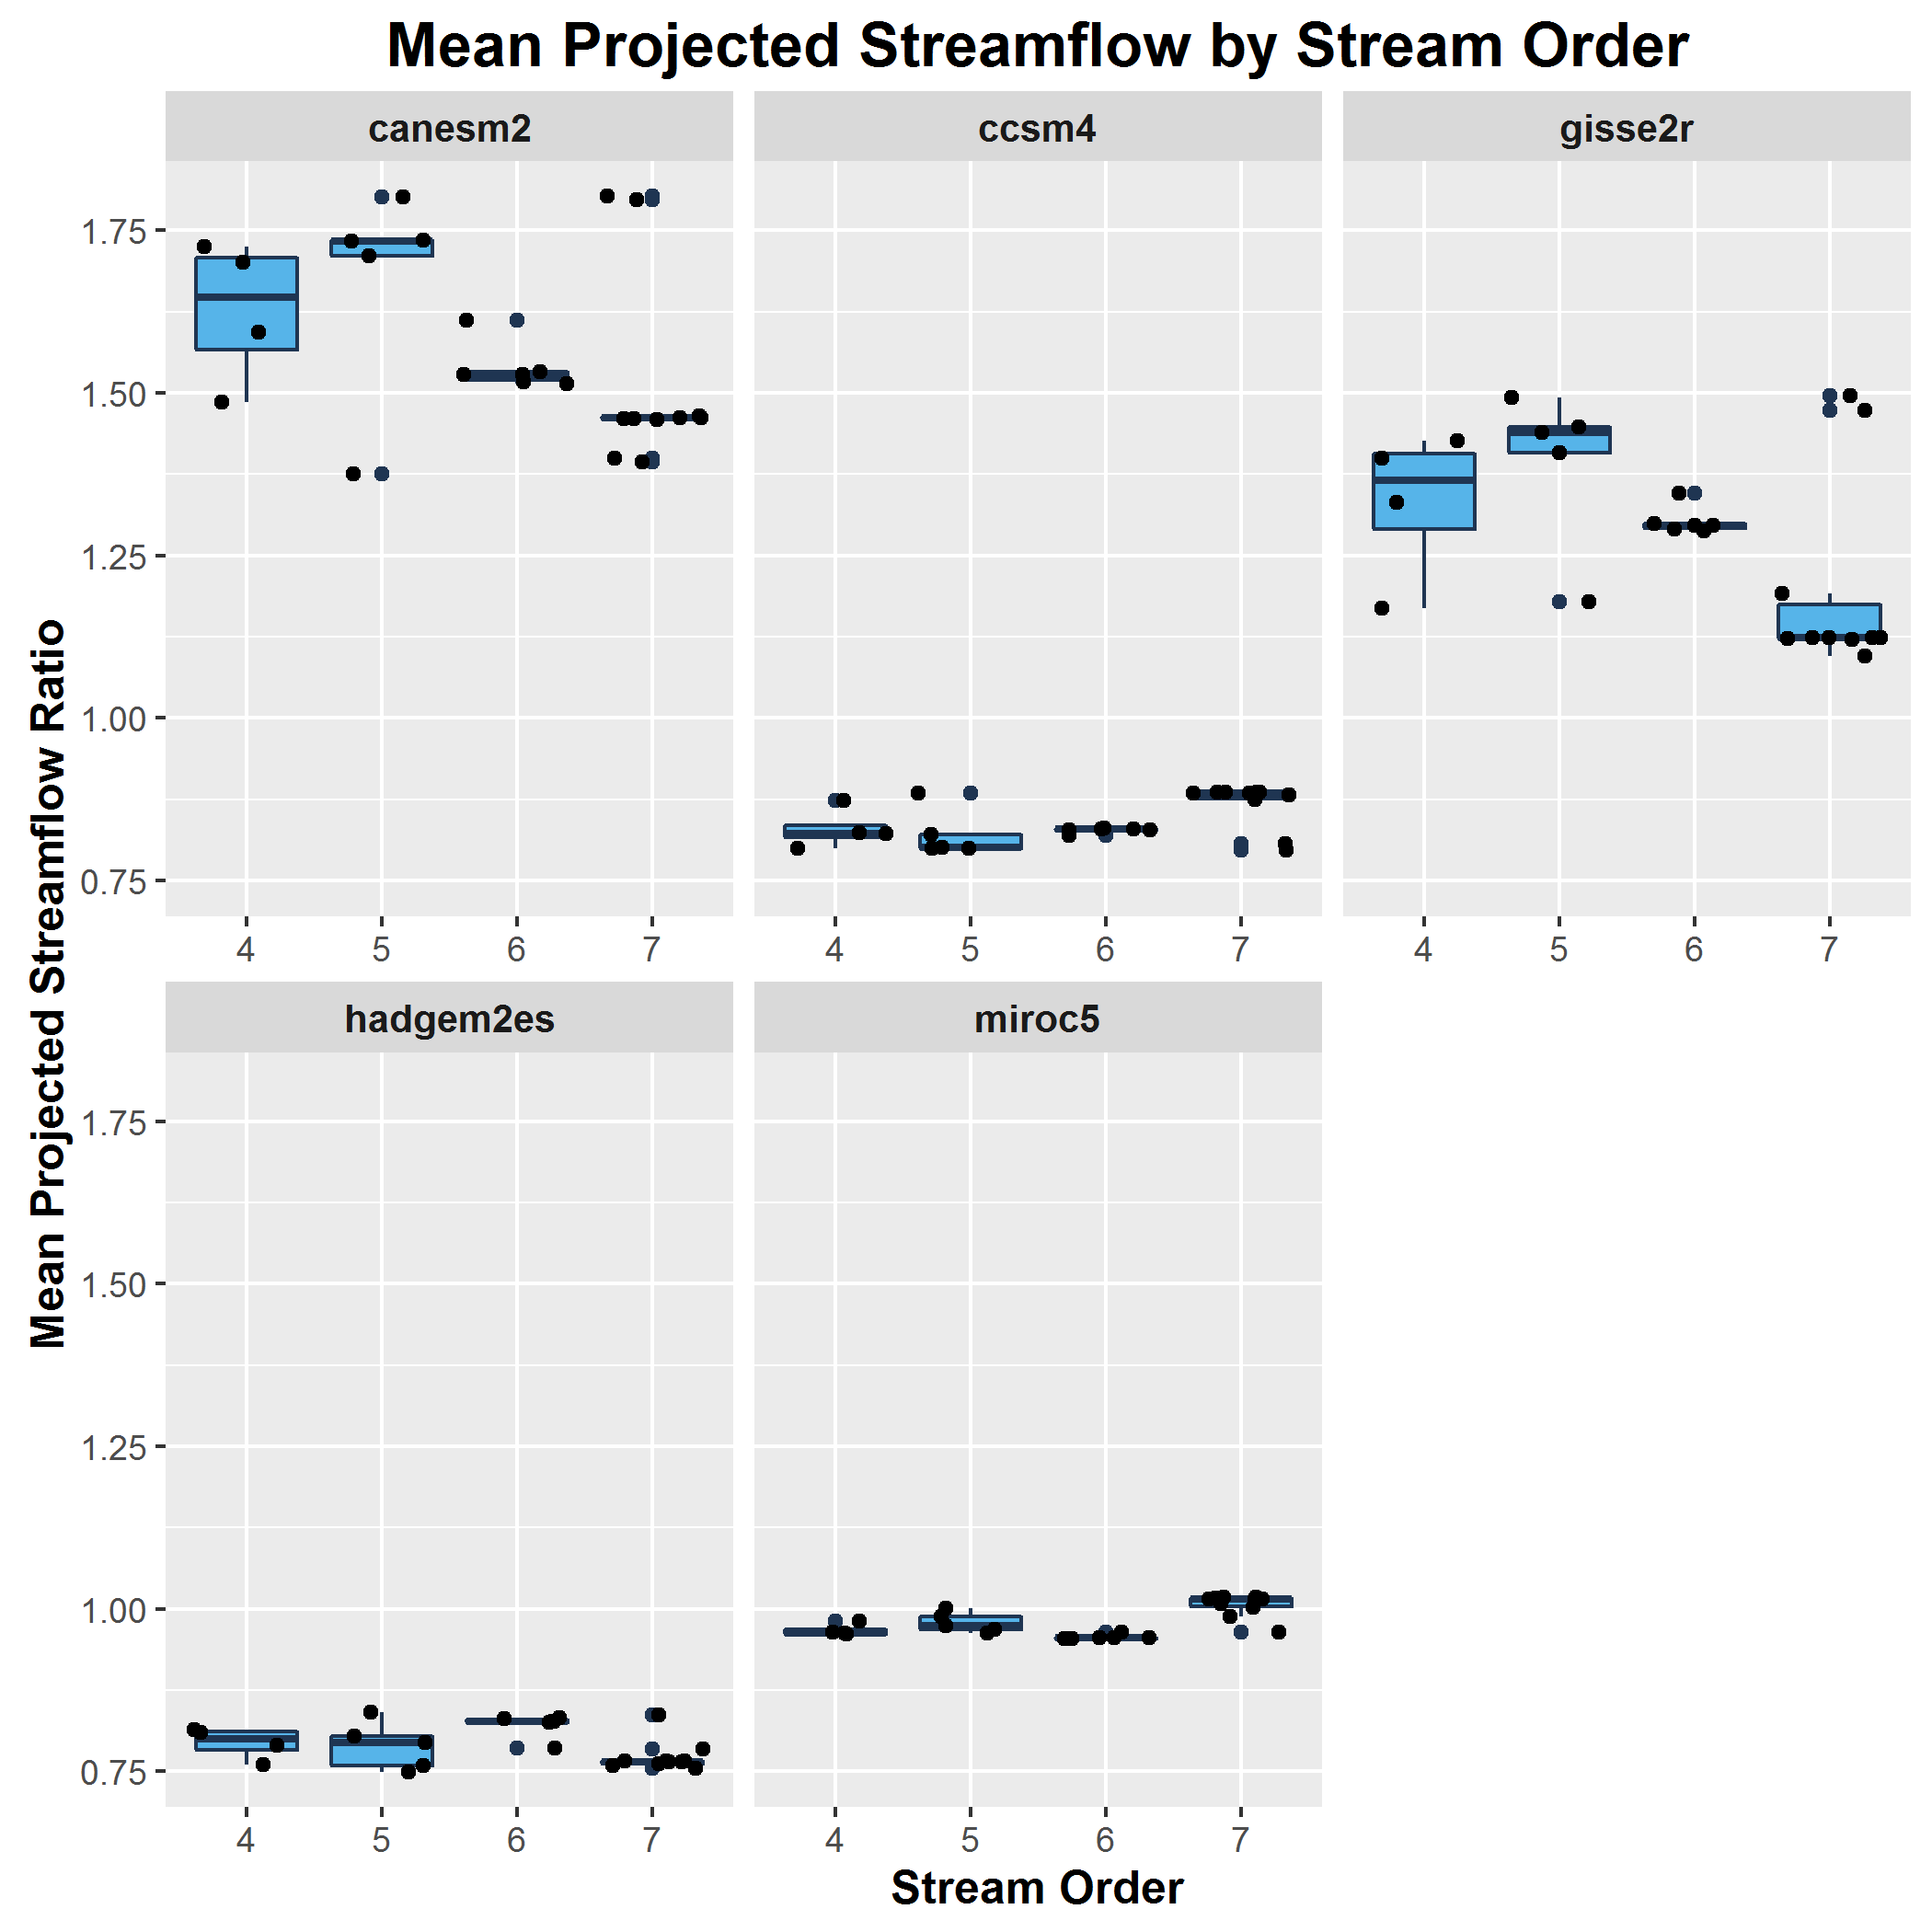 Mean Projected Streamflow by Stream Order
canesm2
ccsm4
gisse2r
Mean Projected Streamflow Ratio
1.75
1.50
1.25
1.00
0.75
4 5 6 7
4 5 6 7
4 5 6 7
hadgem2es
miroc5
1.75
1.50
1.25
1.00
0.75
4 5 6 7
4 5 6 7
Stream Order